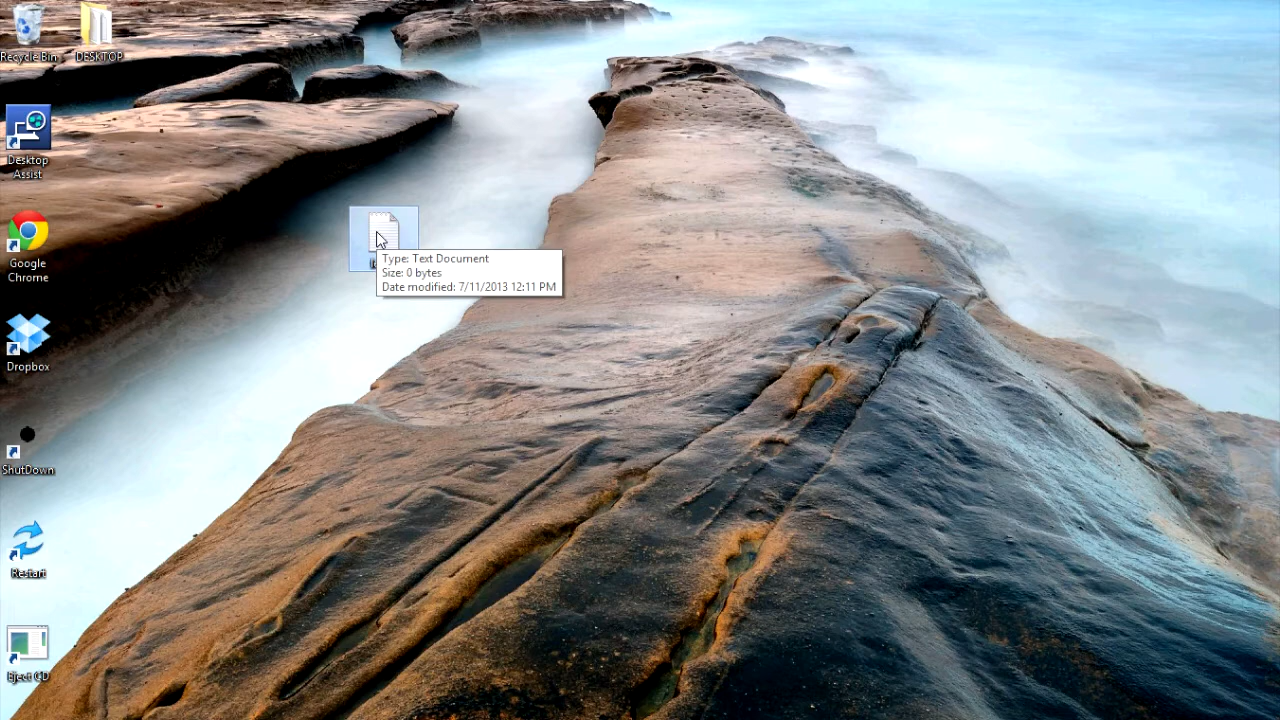 Recycle Bin
DESKTOP
Desktop
Assist
Google
Chrome
Type: Text Document
Size: 0 bytes
Date modified: 7/11/2013 12:11 PM
Dropbox
ShutDown
Restart
Eject CD